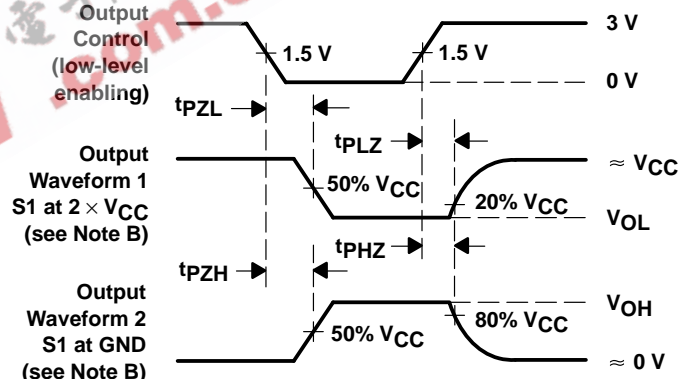 Output
Control
(low-level
enabling)
3 V
1.5 V
1.5 V
0 V
tPZL
tPLZ
Output
Waveform 1
S1 at 2 × VCC
(see Note B)
≈ VCC
50% VCC
20% VCC
VOL
tPHZ
tPZH
Output
Waveform 2
S1 at GND
(see Note B)
VOH
50% VCC
80% VCC
≈ 0 V
.com